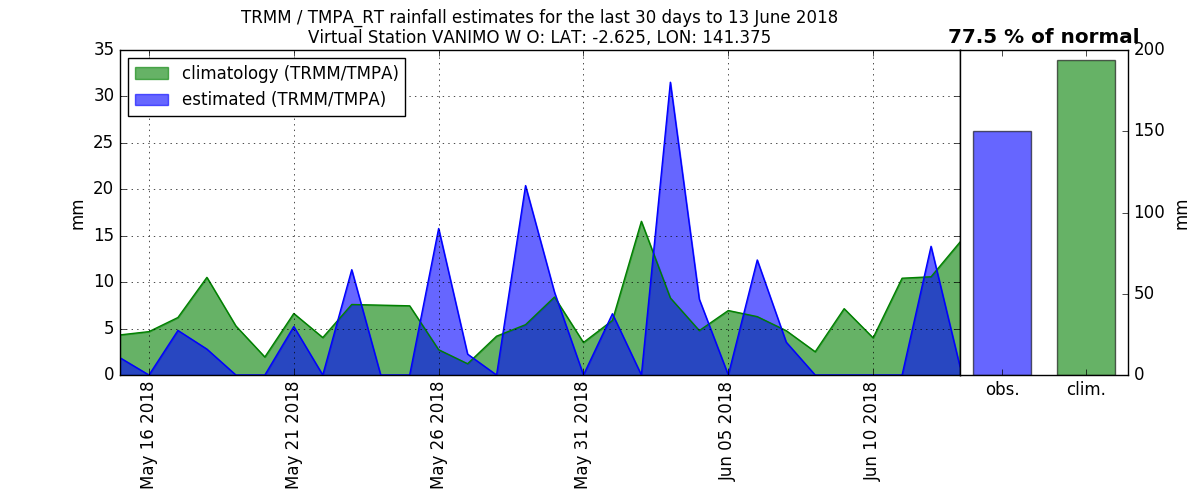 TRMM / TMPA_RT rainfall estimates for the last 30 days to 13 June 2018
Virtual Station VANIMO W O: LAT: -2.625, LON: 141.375
77.5 % of normal
climatology (TRMM/TMPA)
estimated (TRMM/TMPA)
35
30
25
20
15
10
5
0
mm
May 16 2018
May 21 2018
May 26 2018
May 31 2018
Jun 05 2018
Jun 10 2018
200
150
100
50
0
mm
obs.
clim.